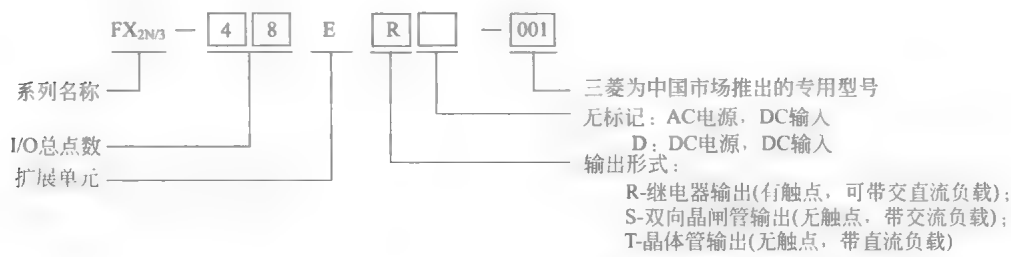 FX2N/3 — 4 8 E R — 001
系列名称
三菱为中国市场推出的专用型号
无标记：AC电源，DC输入
I/O总点数
D：DC电源，DC输入
输出形式：
扩展单元
R-继电器输出(有触点，可带交直流负载)；
S-双向晶闸管输出(无触点，带交流负载)；
T-晶体管输出(无触点，带直流负载)